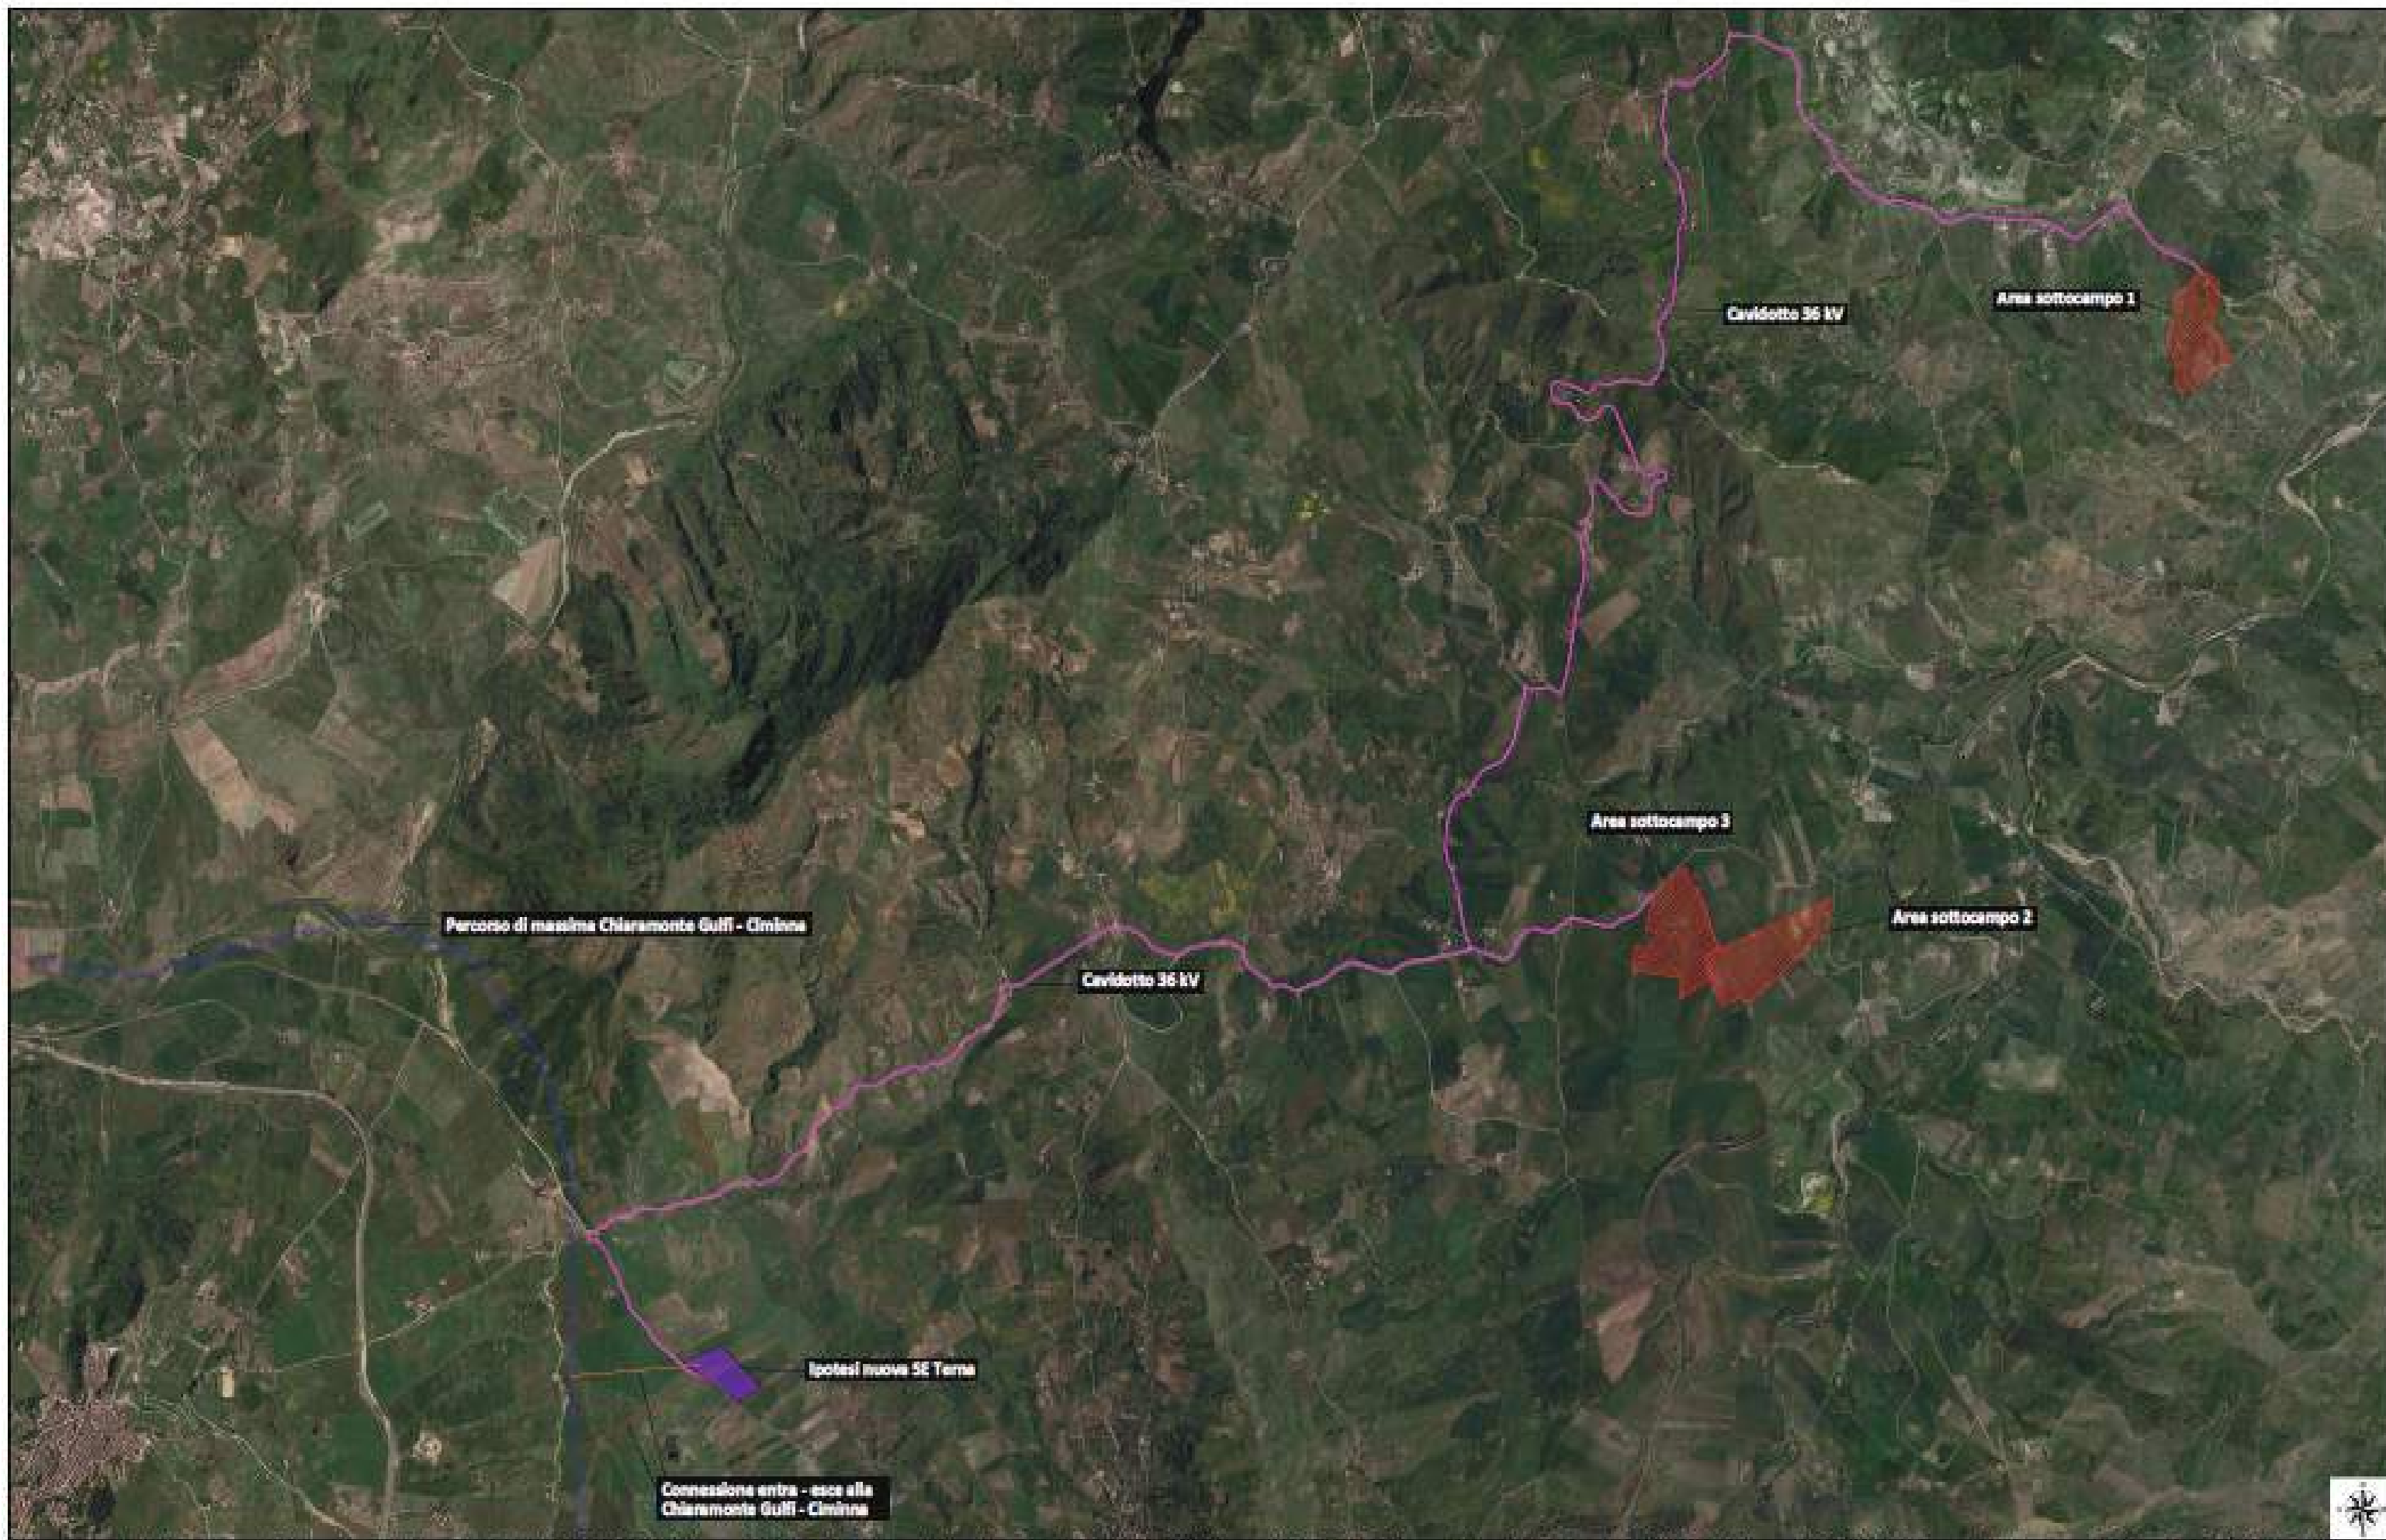 Area sottocampo 1
Cavidotto 36 kV
Area sottocampo 3
Area sottocampo 2
Percorso di massima Chiaramonte Gulfi - Ciminna
Cavidotto 36 kV
Ipotesi nuova SE Terna
Connessione entra - esce alla
Chiaramonte Gulfi - Ciminna